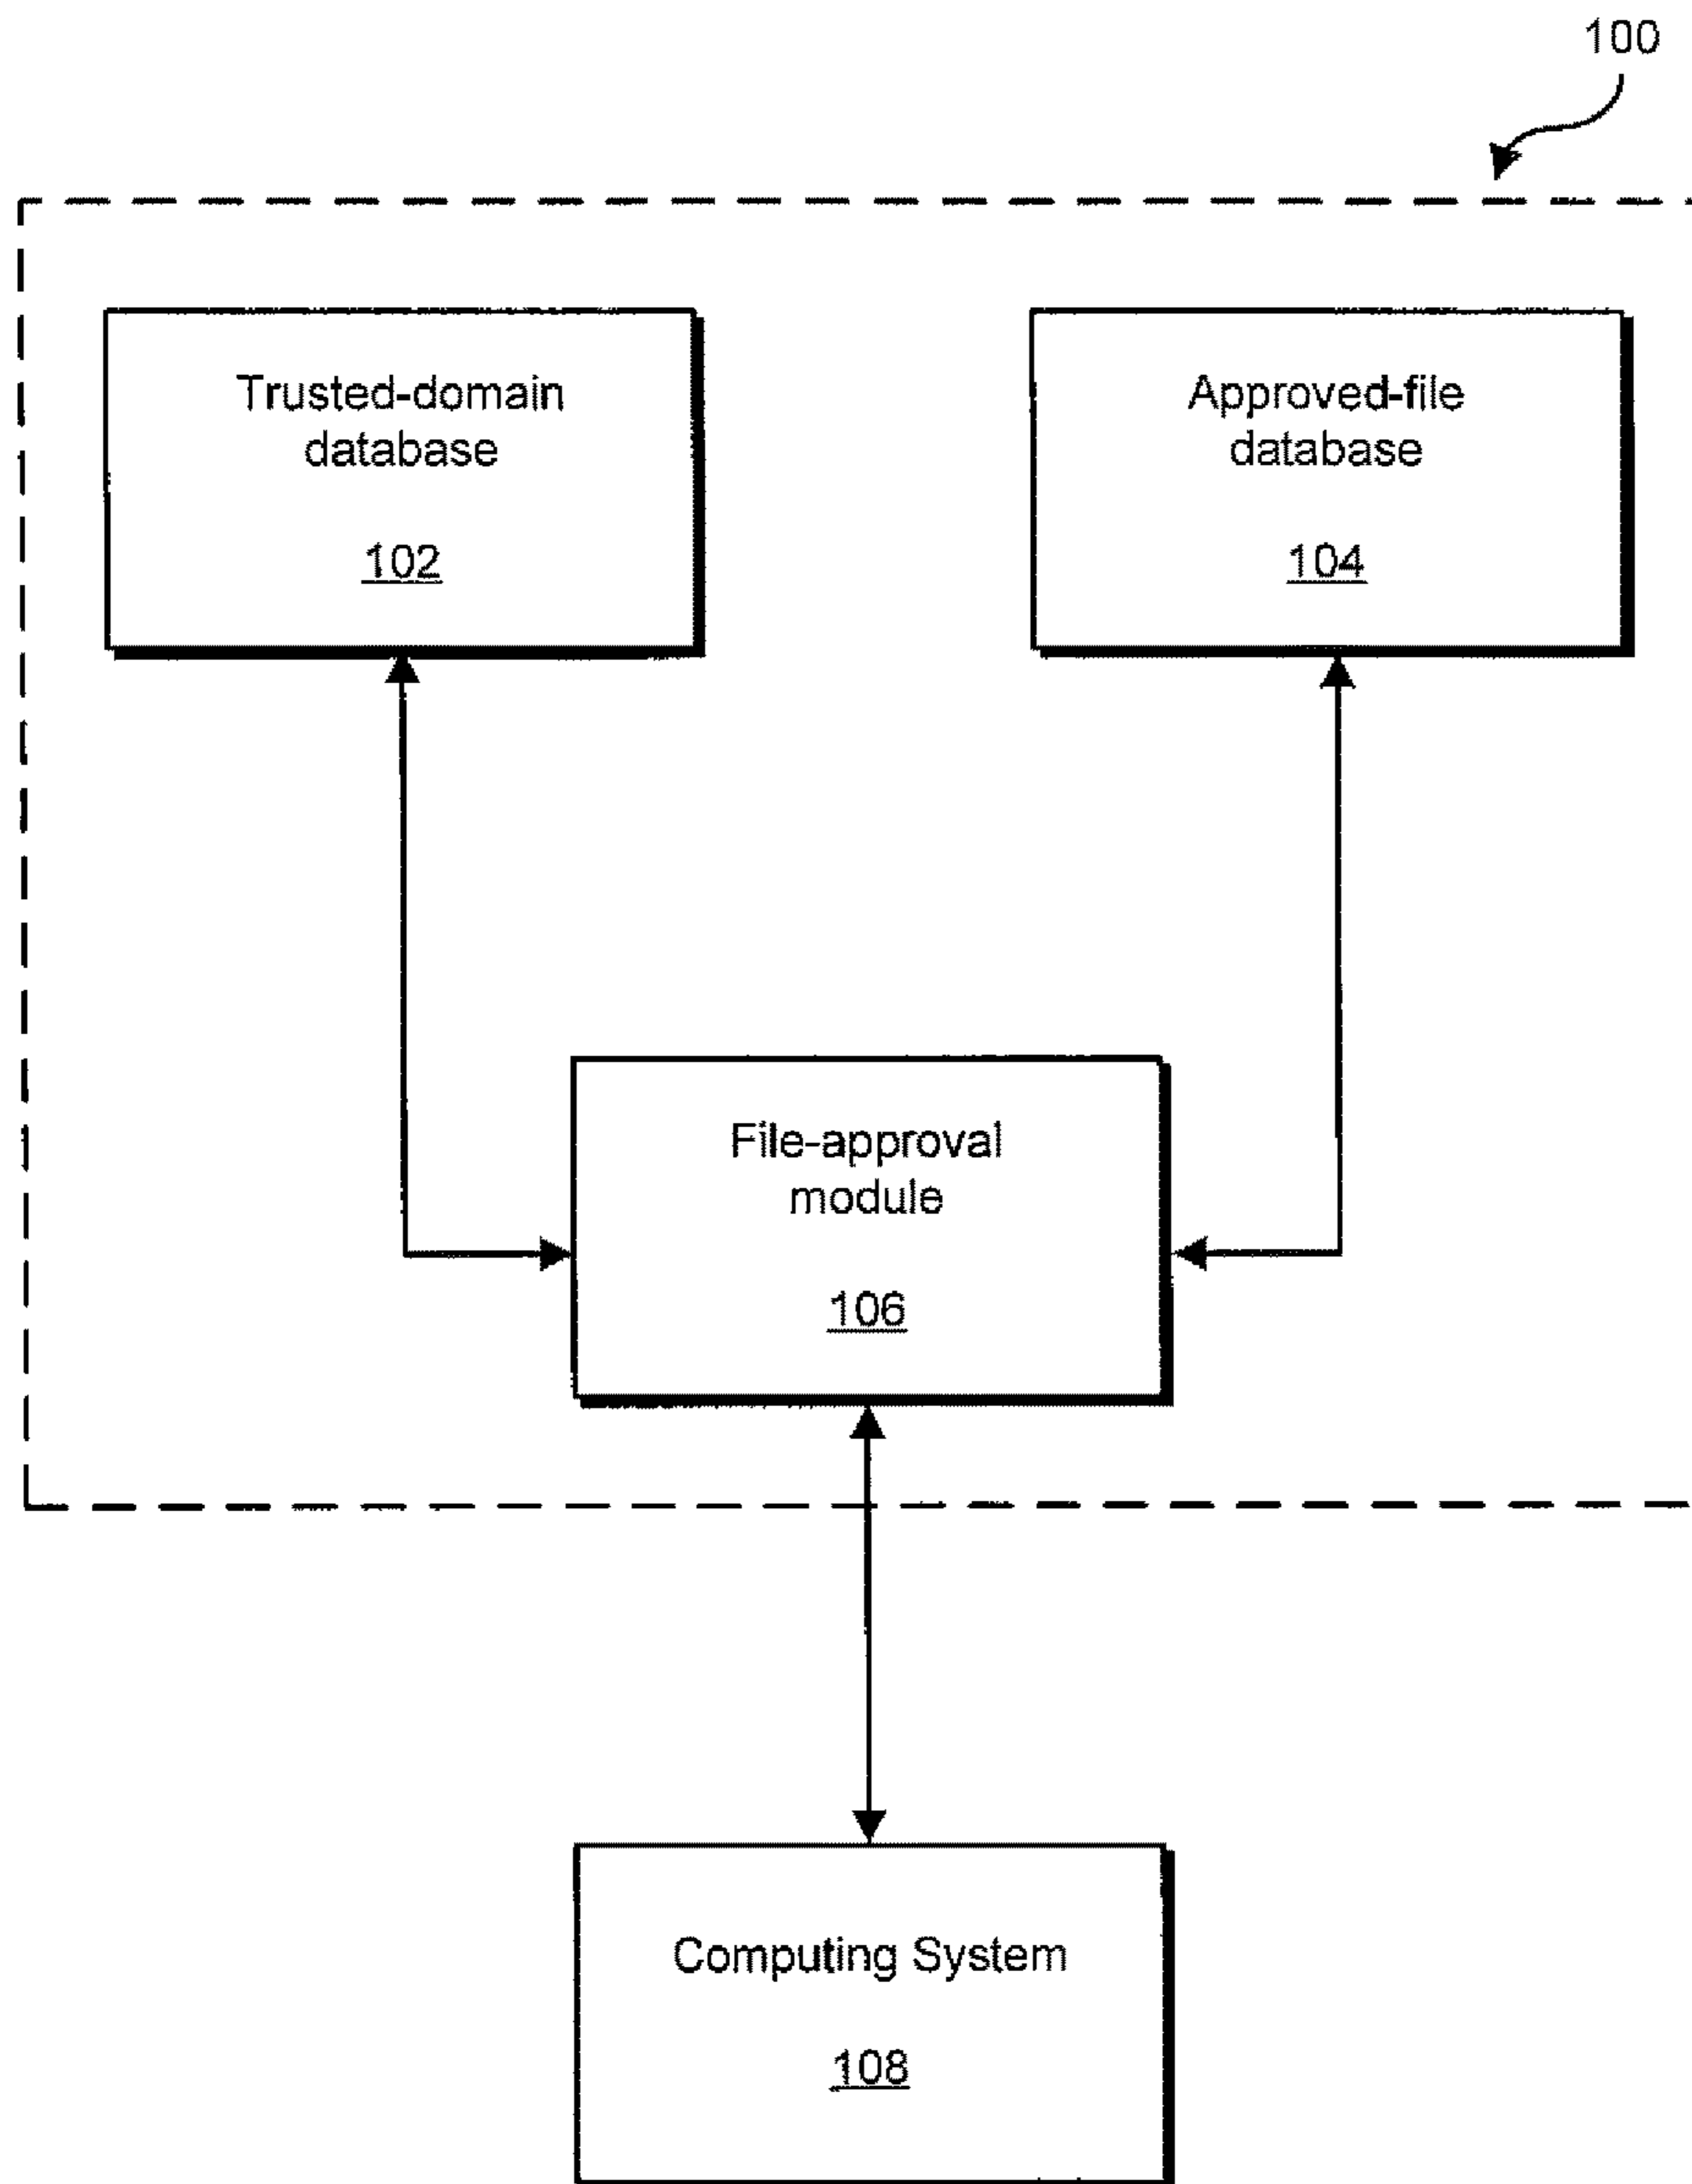 100
Trusted-domain
database
102
Approved-file
database
104
File-approval
module
106
Computing System
108